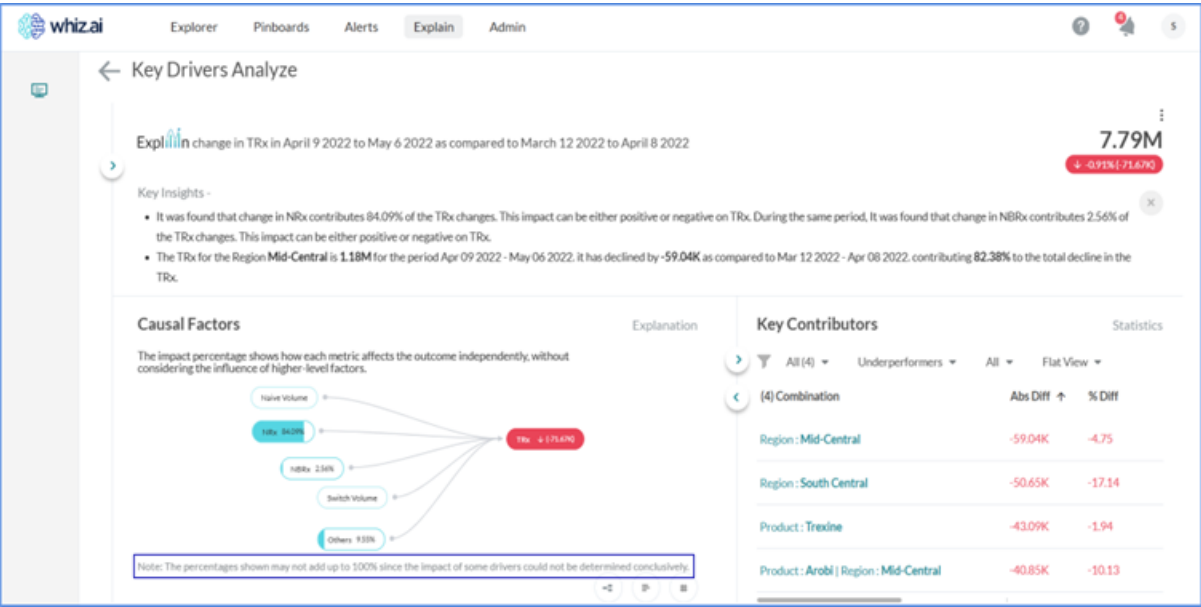 whiz.ai Explorer Pinboards Alerts Explain Admin ? 4 S
Key Drivers Analyze
Explain change in TRx in April 9 2022 to May 6 2022 as compared to March 12 2022 to April 8 2022
7.79M
-0.91% (-71.67K)
Key Insights -
It was found that change in NRx contributes 84.09% of the TRx changes. This impact can be either positive or negative on TRx. During the same period, It was found that change in NBRx contributes 2.56% of
the TRx changes. This impact can be either positive or negative on TRx.
The TRx for the Region Mid-Central is 1.18M for the period Apr 09 2022 - May 06 2022. it has declined by -59.04K as compared to Mar 12 2022 - Apr 08 2022. contributing 82.38% to the total decline in the
TRx.
Causal Factors Explanation
The impact percentage shows how each metric affects the outcome independently, without
considering the influence of higher-level factors.
Naive Volume
NRx 84.09%
TRx (-71.67K)
NBRx 2.56%
Switch Volume
Others 9.55%
Note: The percentages shown may not add up to 100% since the impact of some drivers could not be determined conclusively.
Key Contributors Statistics
All (4) Underperformers All Flat View
(4) Combination Abs Diff % Diff
Region : Mid-Central -59.04K -4.75
Region : South Central -50.65K -17.14
Product : Trexine -43.09K -1.94
Product : Arobi | Region : Mid-Central -40.85K -10.13